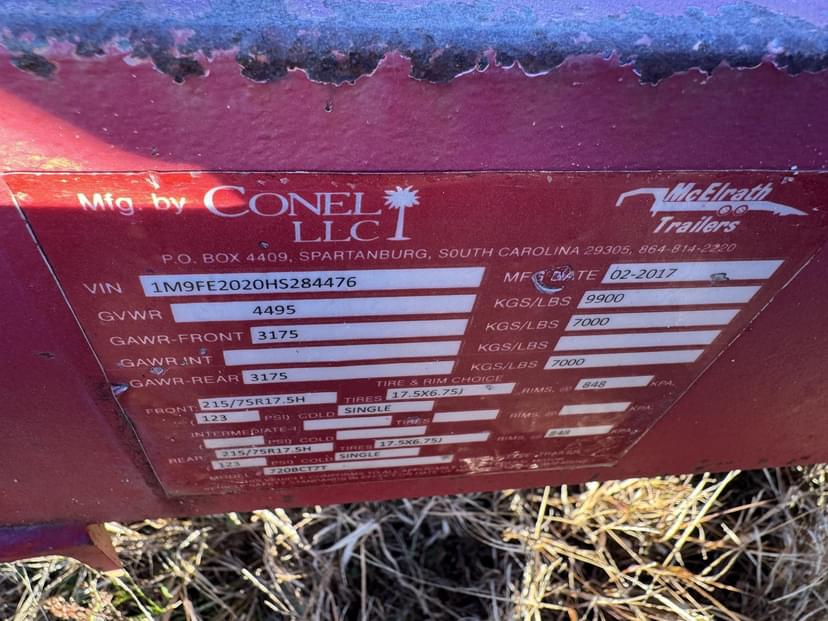 Mfg. by CONEL LLC
McElrath Trailers
P.O. BOX 4409, SPARTANBURG, SOUTH CAROLINA 29305, 864-814-2220
VIN 1M9FE2020HS284476 MFG DATE 02-2017
GVWR 4495 KGS/LBS 9900
GAWR-FRONT 3175 KGS/LBS 7000
GAWR INT KGS/LBS
GAWR-REAR 3175 KGS/LBS 7000
TIRE & RIM CHOICE
FRONT 215/75R17.5H TIRES 17.5X6.75J RIMS, @ 848 KPA.
( 123 PSI) COLD SINGLE
INTERMEDIATE TIRES RIMS, @ KPA.
PSI) COLD
REAR 215/75R17.5H TIRES 17.5X6.75J RIMS, @ 848 KPA.
123 PSI) COLD SINGLE
720BCT7T